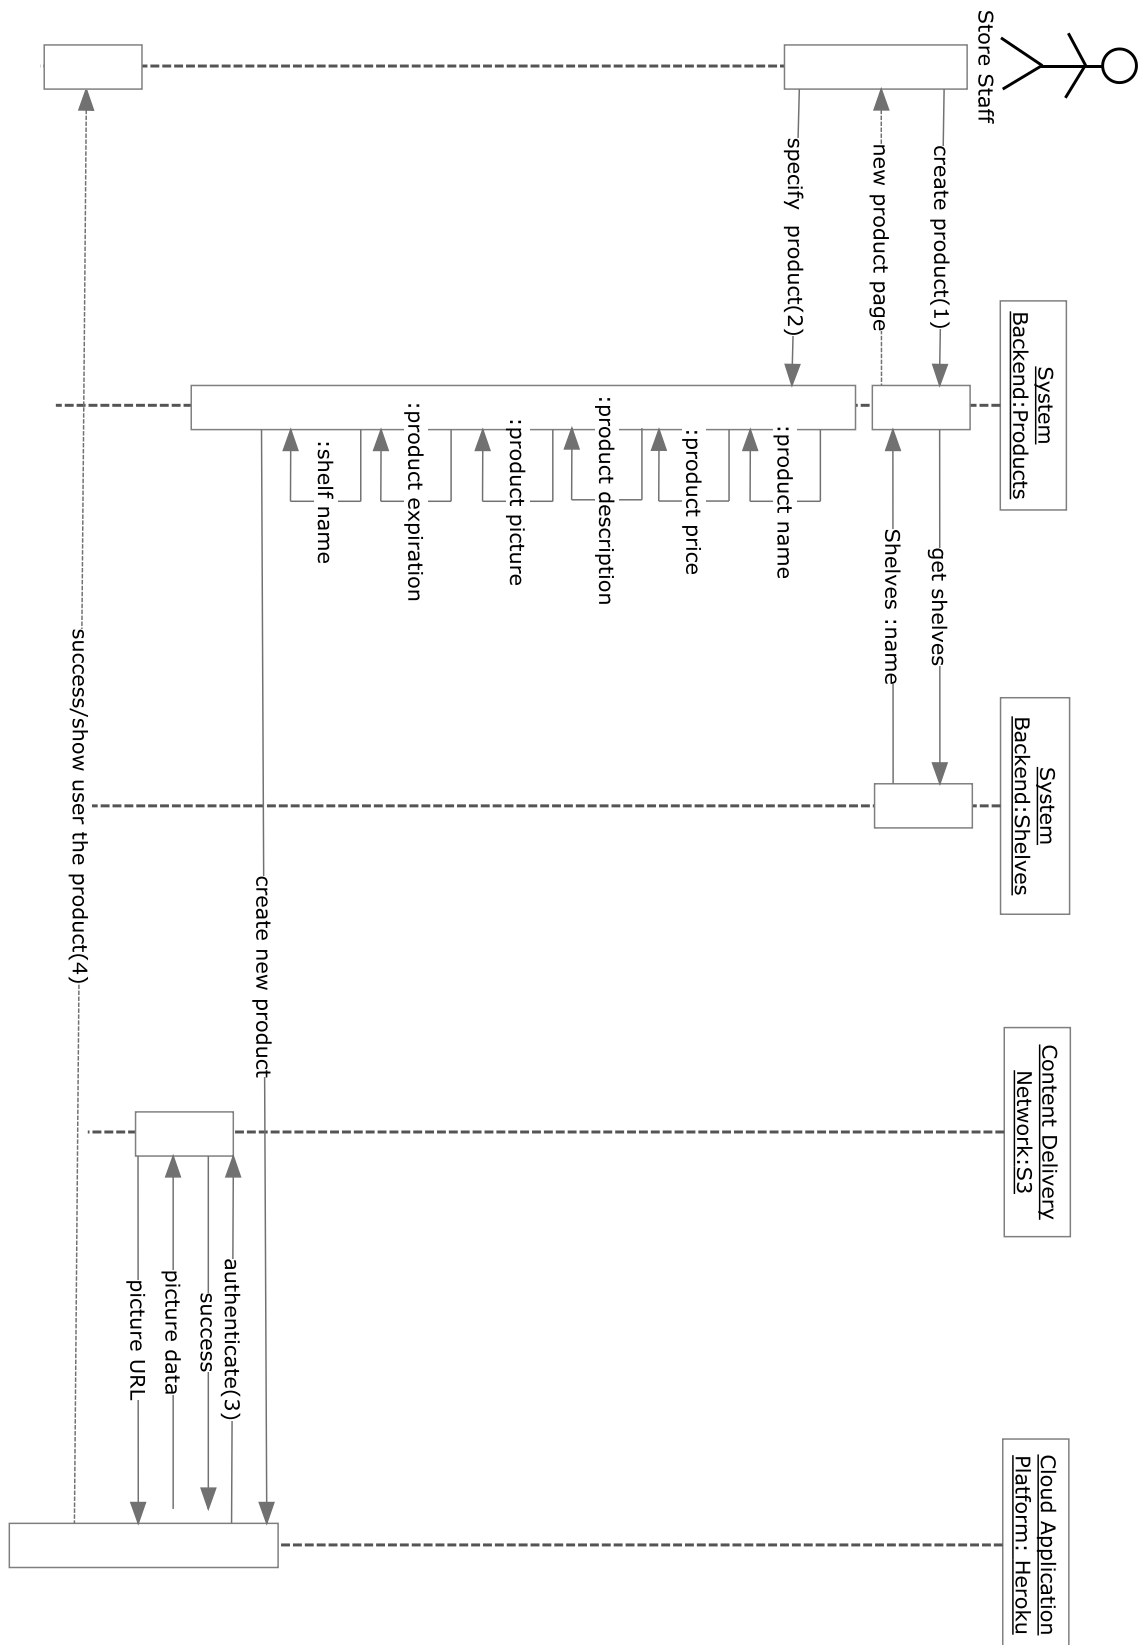 Store Staff
System
Backend:Products
System
Backend:Shelves
Content Delivery
Network:S3
Cloud Application
Platform: Heroku
create product(1)
get shelves
Shelves :name
new product page
specify product(2)
:product name
:product price
:product description
:product picture
:product expiration
:shelf name
create new product
authenticate(3)
success
picture data
picture URL
success/show user the product(4)